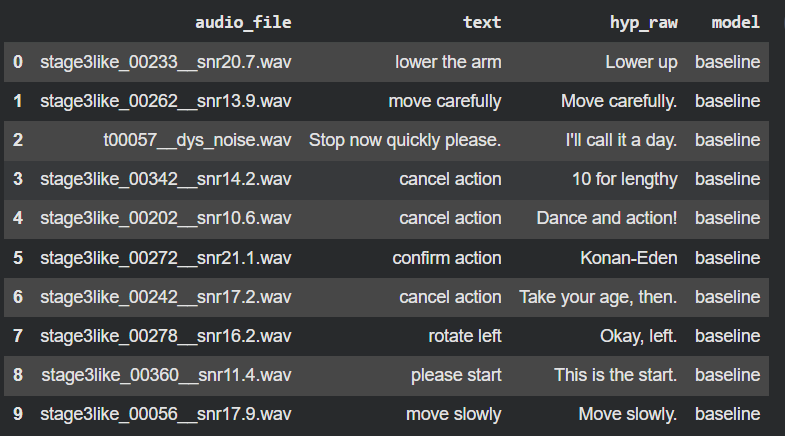 audio_file text hyp_raw model
0 stage3like_00233__snr20.7.wav lower the arm Lower up baseline
1 stage3like_00262__snr13.9.wav move carefully Move carefully. baseline
2 t00057__dys_noise.wav Stop now quickly please. I'll call it a day. baseline
3 stage3like_00342__snr14.2.wav cancel action 10 for lengthy baseline
4 stage3like_00202__snr10.6.wav cancel action Dance and action! baseline
5 stage3like_00272__snr21.1.wav confirm action Konan-Eden baseline
6 stage3like_00242__snr17.2.wav cancel action Take your age, then. baseline
7 stage3like_00278__snr16.2.wav rotate left Okay, left. baseline
8 stage3like_00360__snr11.4.wav please start This is the start. baseline
9 stage3like_00056__snr17.9.wav move slowly Move slowly. baseline